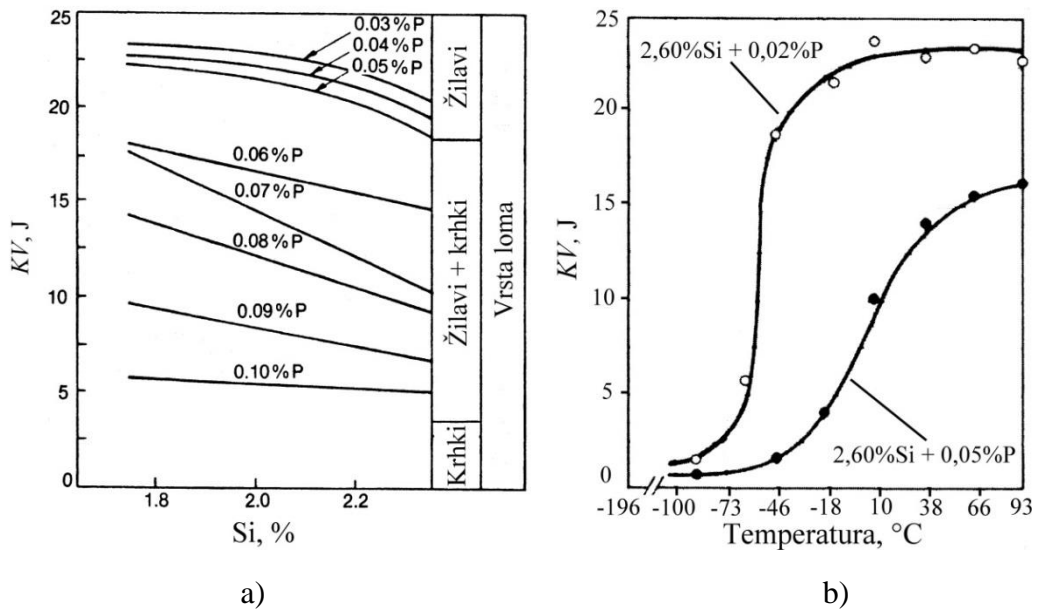 25
20
15
10
5
0
KV, J
0.03%P
0.04%P
0.05%P
0.06%P
0.07%P
0.08%P
0.09%P
0.10%P
Žilavi
Žilavi + krhki
Krhki
Vrsta loma
1.8 2.0 2.2
Si, %
a)
25
20
15
10
5
0
KV, J
2,60%Si + 0,02%P
2,60%Si + 0,05%P
-196 -100 -73 -46 -18 10 38 66 93
Temperatura, °C
b)